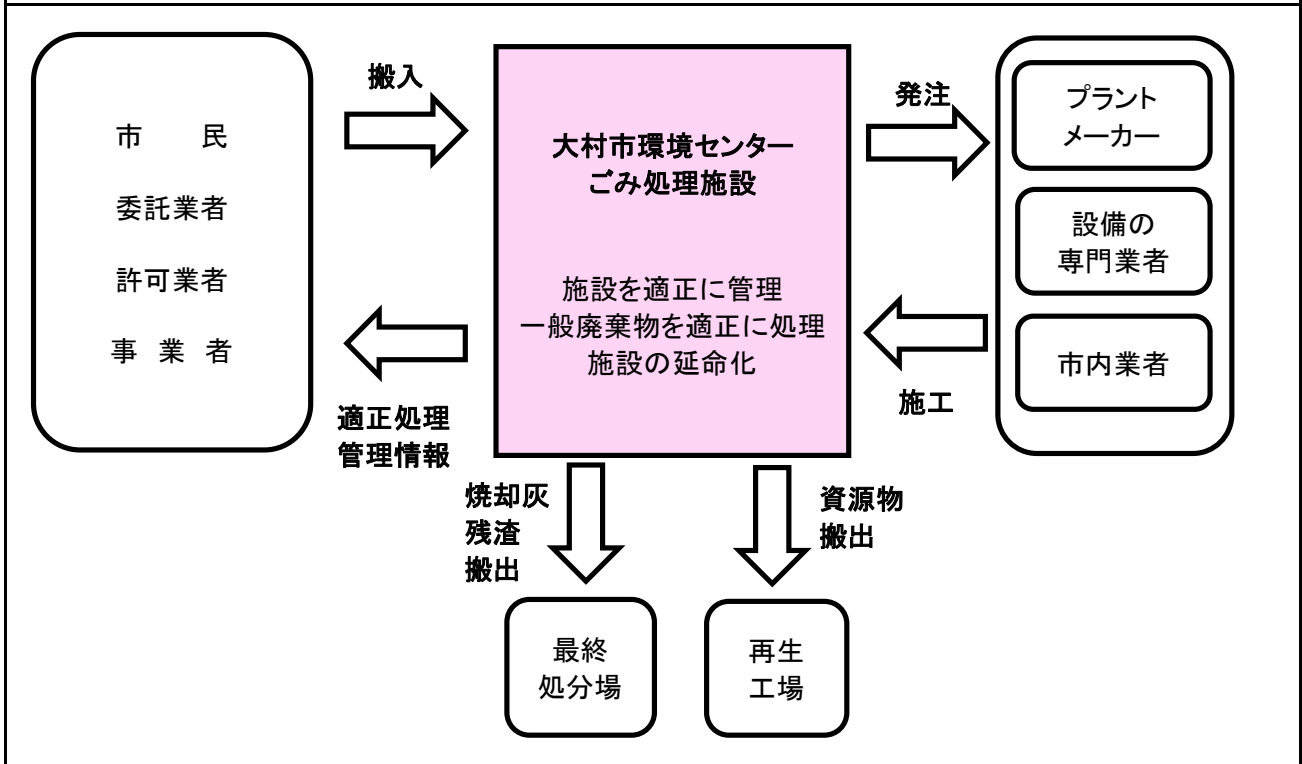 市　　民
委託業者
許可業者
事　業　者
搬入
適正処理
管理情報
大村市環境センター
ごみ処理施設
施設を適正に管理
一般廃棄物を適正に処理
施設の延命化
発注
施工
プラント
メーカー
設備の
専門業者
市内業者
焼却灰
残渣
搬出
資源物
搬出
最終
処分場
再生
工場